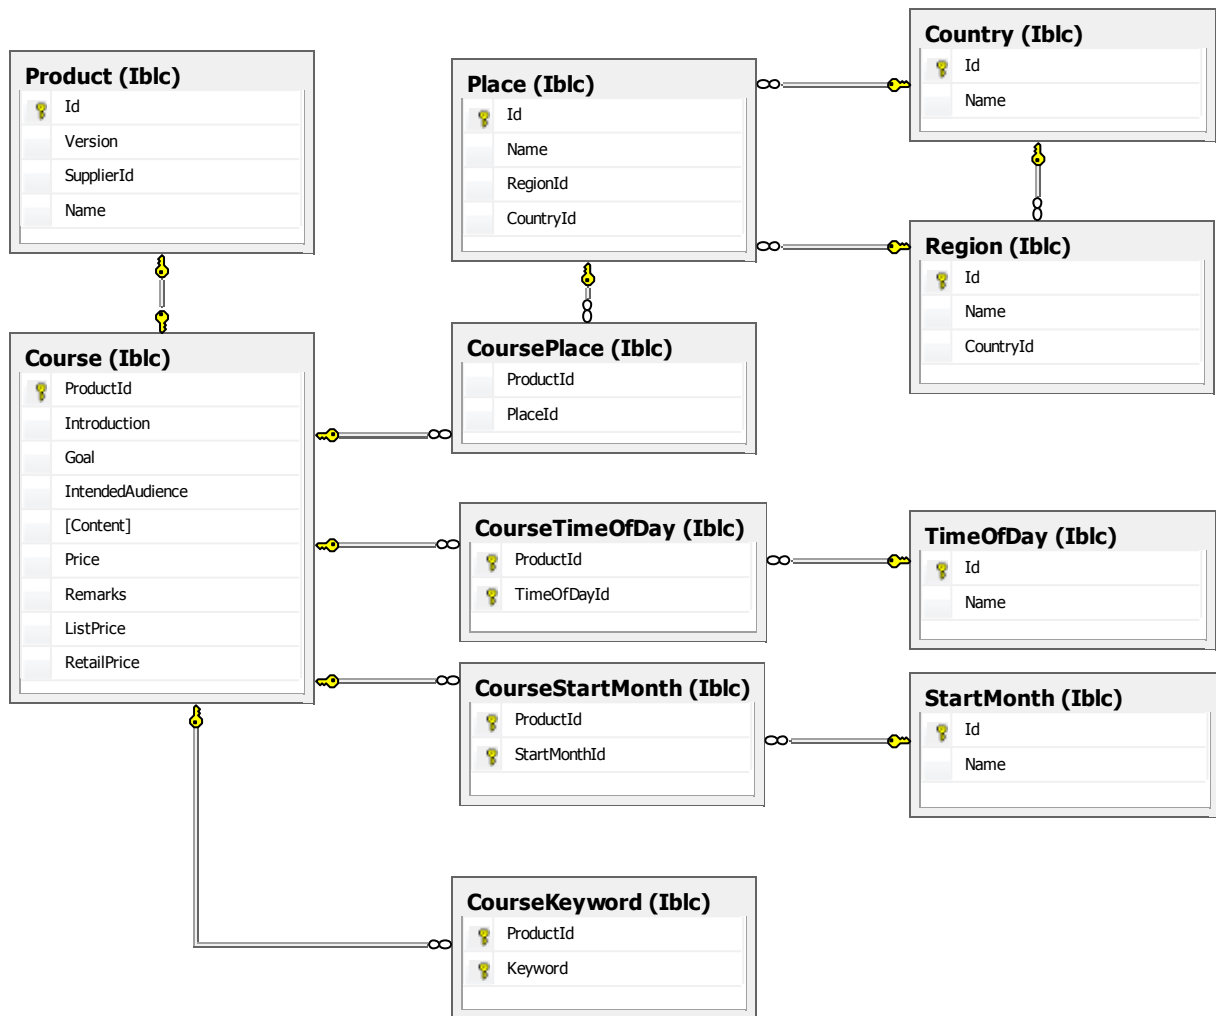 Product (Iblc)
Id
Version
SupplierId
Name
Course (Iblc)
ProductId
Introduction
Goal
IntendedAudience
[Content]
Price
Remarks
ListPrice
RetailPrice
Place (Iblc)
Id
Name
RegionId
CountryId
CoursePlace (Iblc)
ProductId
PlaceId
CourseTimeOfDay (Iblc)
ProductId
TimeOfDayId
CourseStartMonth (Iblc)
ProductId
StartMonthId
CourseKeyword (Iblc)
ProductId
Keyword
Country (Iblc)
Id
Name
Region (Iblc)
Id
Name
CountryId
TimeOfDay (Iblc)
Id
Name
StartMonth (Iblc)
Id
Name